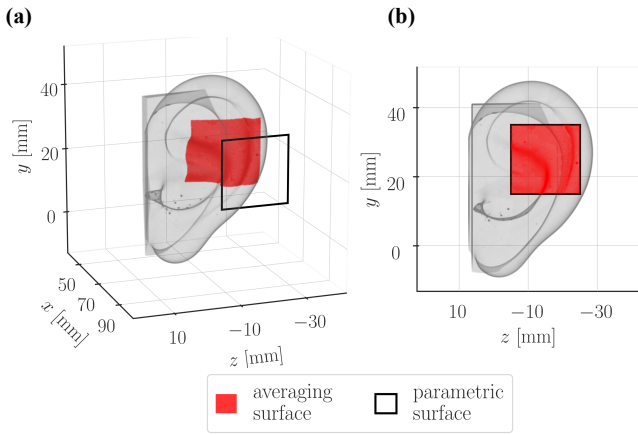 (a)
(b)
40
20
0
y [mm]
50
70
90
x [mm]
10
−10
−30
z [mm]
40
20
0
y [mm]
10
−10
−30
z [mm]
averaging
surface
parametric
surface